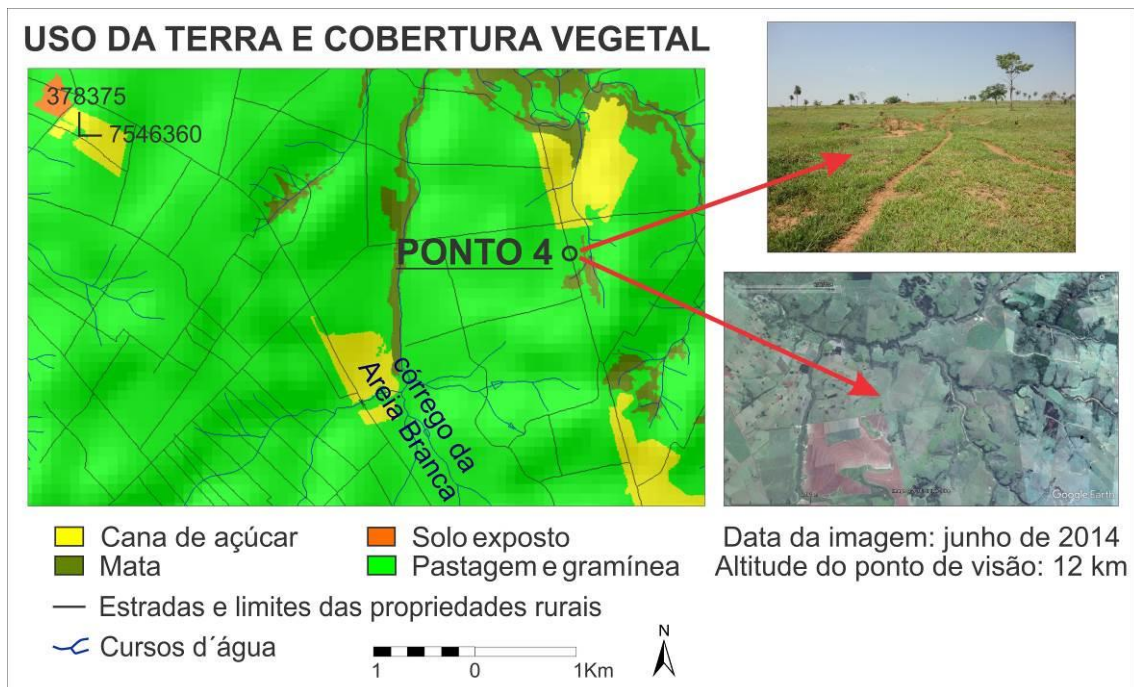 USO DA TERRA E COBERTURA VEGETAL
378375
7546360
PONTO 4
córrego da
Areia Branca
Cana de açúcar
Solo exposto
Mata
Pastagem e gramínea
Estradas e limites das propriedades rurais
Cursos d´água
1 0 1Km
N
Google Earth
Data da imagem: junho de 2014
Altitude do ponto de visão: 12 km